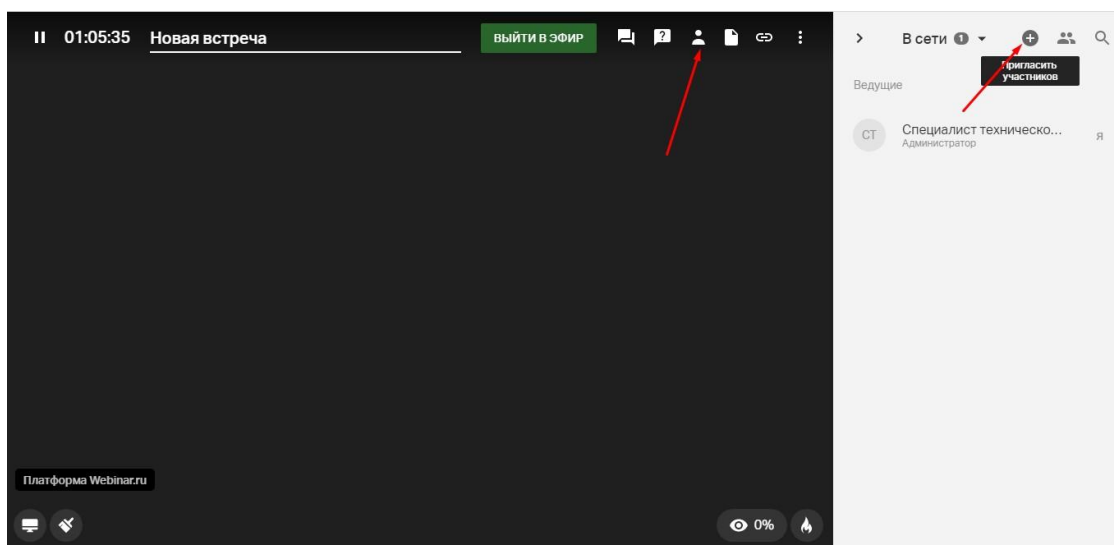 01:05:35 Новая встреча ВЫЙТИ В ЭФИР ? В сети 1
Пригласить
участников
Ведущие
СТ Специалист техническо... я
Администратор
Платформа Webinar.ru
0%